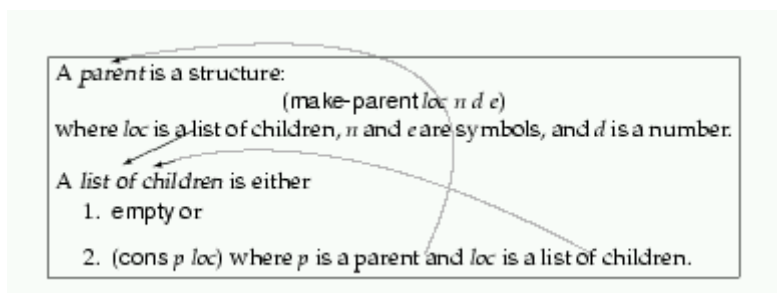 A parent is a structure:
(make-parent loc n d e)
where loc is a list of children, n and e are symbols, and d is a number.
A list of children is either
1. empty or
2. (cons p loc) where p is a parent and loc is a list of children.